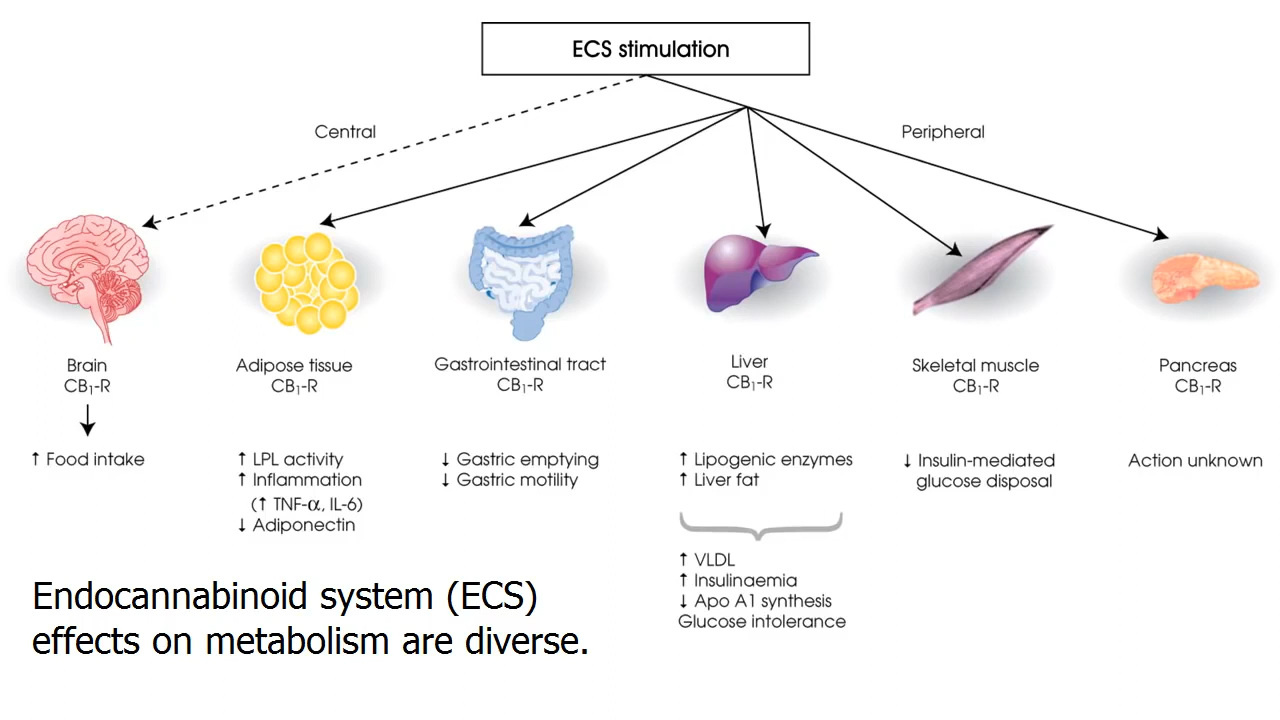 ECS stimulation
Central
Peripheral
Brain
CB₁-R
↑ Food intake
Adipose tissue
CB₁-R
↑ LPL activity
↑ Inflammation
(↑ TNF-α, IL-6)
↓ Adiponectin
Gastrointestinal tract
CB₁-R
↓ Gastric emptying
↓ Gastric motility
Liver
CB₁-R
↑ Lipogenic enzymes
↑ Liver fat
↑ VLDL
↑ Insulinaemia
↓ Apo A1 synthesis
Glucose intolerance
Skeletal muscle
CB₁-R
↓ Insulin-mediated
glucose disposal
Pancreas
CB₁-R
Action unknown
Endocannabinoid system (ECS)
effects on metabolism are diverse.